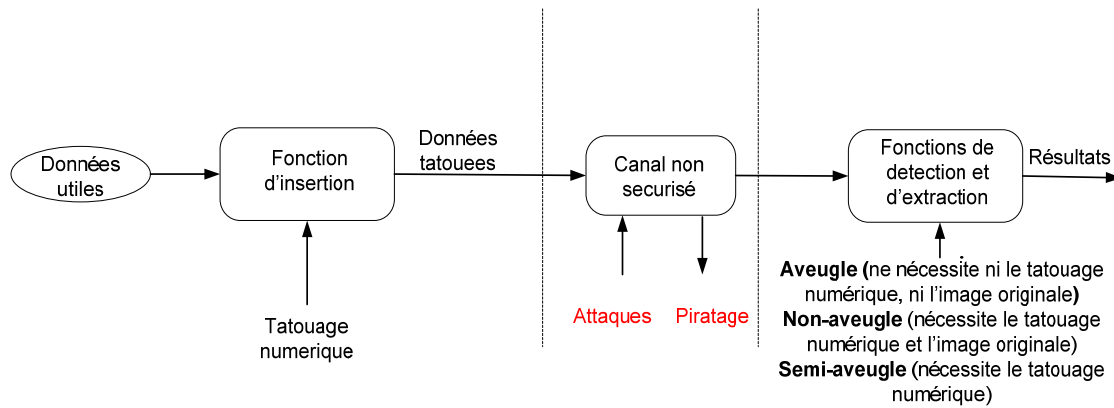 Données
utiles
Fonction
d'insertion
Tatouage
numerique
Données
tatouees
Canal non
securisé
Attaques
Piratage
Fonctions de
detection et
d'extraction
Résultats
Aveugle (ne nécessite ni le tatouage
numérique, ni l'image originale)
Non-aveugle (nécessite le tatouage
numérique et l'image originale)
Semi-aveugle (nécessite le tatouage
numérique)